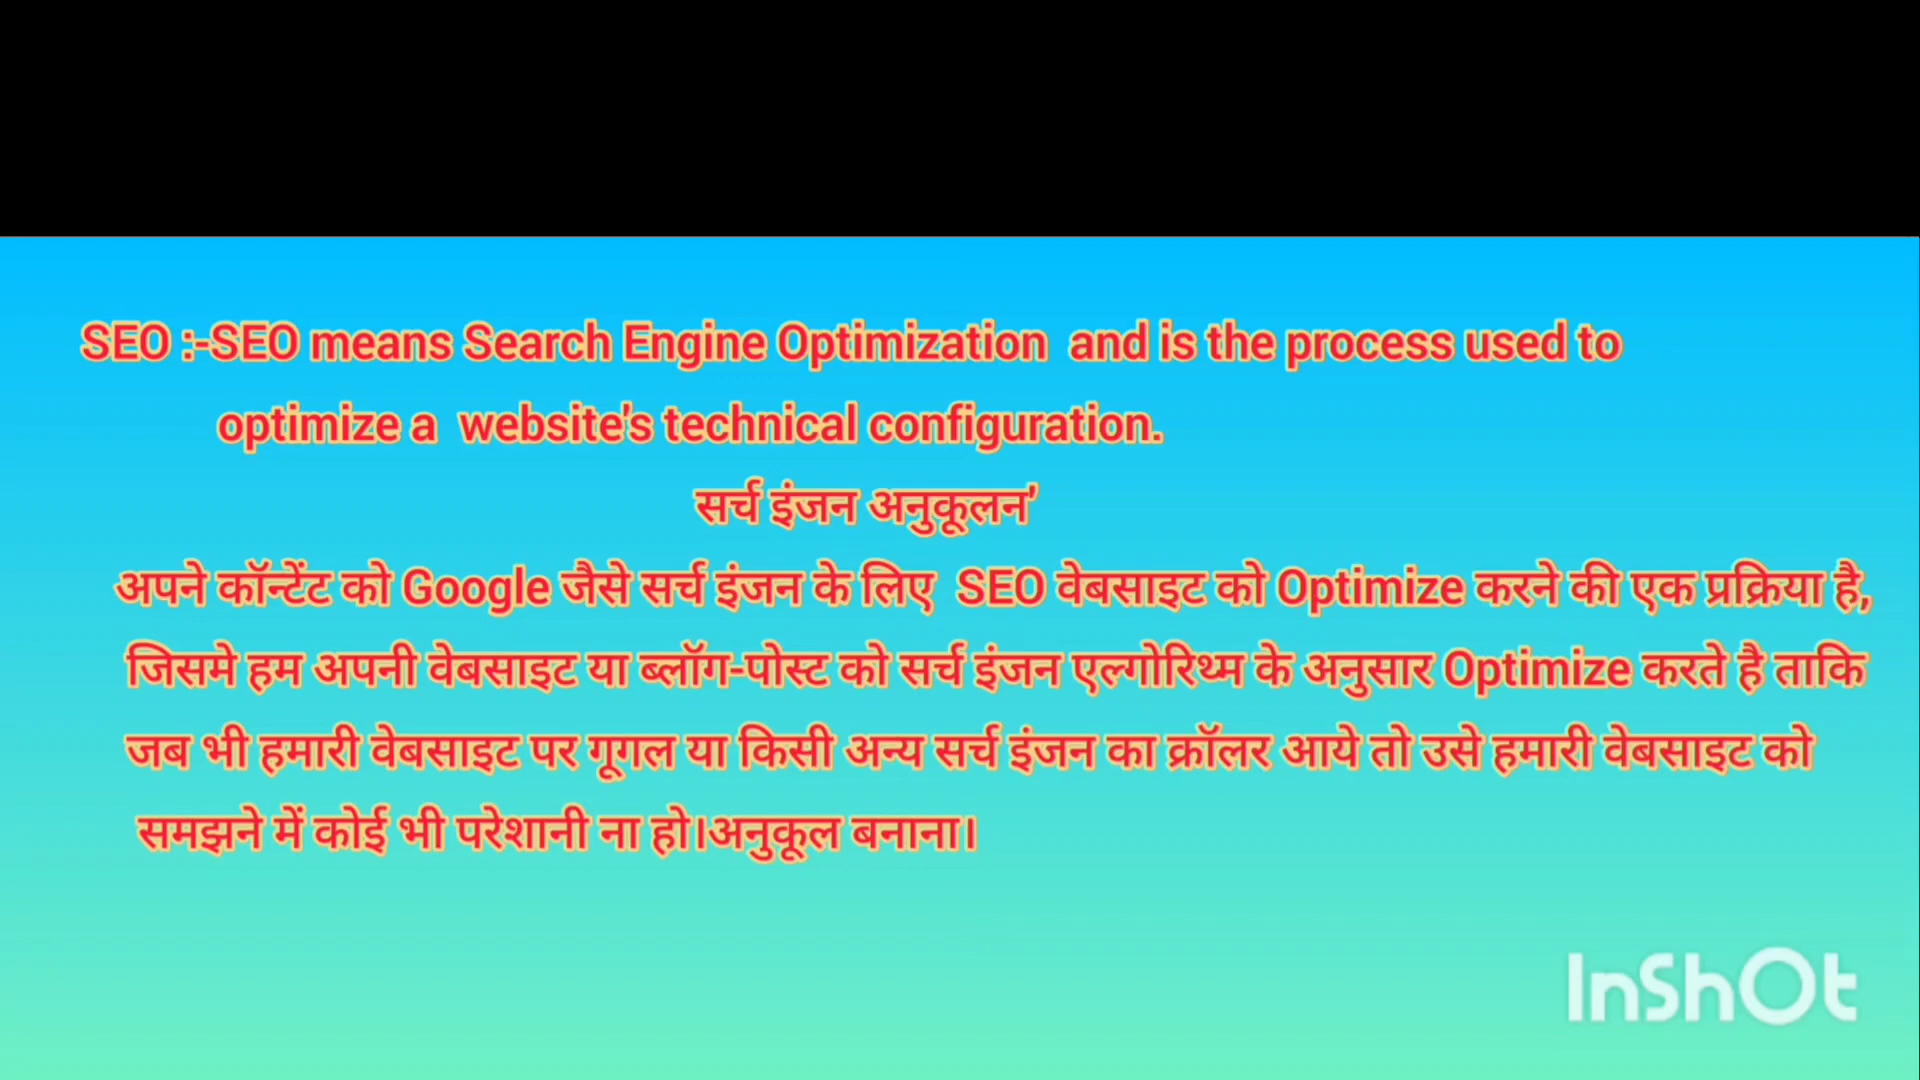 SEO :-SEO means Search Engine Optimization and is the process used to
optimize a website's technical configuration.
सर्च इंजन अनुकूलन'
अपने कॉन्टेंट को Google जैसे सर्च इंजन के लिए SEO वेबसाइट को Optimize करने की एक प्रक्रिया है,
जिसमे हम अपनी वेबसाइट या ब्लॉग-पोस्ट को सर्च इंजन एल्गोरिथ्म के अनुसार Optimize करते है ताकि
जब भी हमारी वेबसाइट पर गूगल या किसी अन्य सर्च इंजन का क्रॉलर आये तो उसे हमारी वेबसाइट को
समझने में कोई भी परेशानी ना हो।अनुकूल बनाना।
InShOt